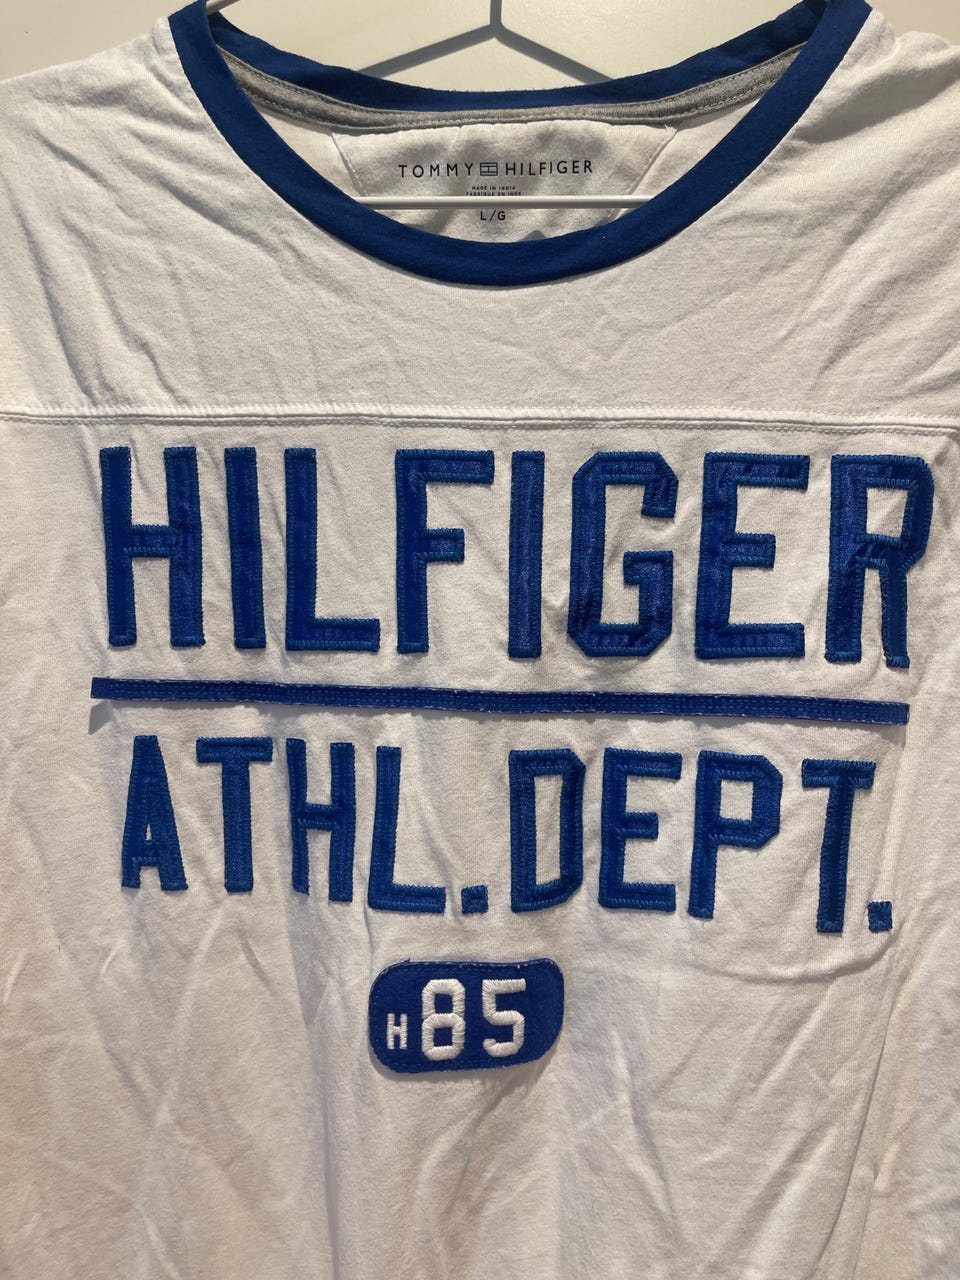 TOMMY HILFIGER
MADE IN INDIA
FABRIQUÉ EN INDE
L/G
HILFIGER
ATHL.DEPT.
H85